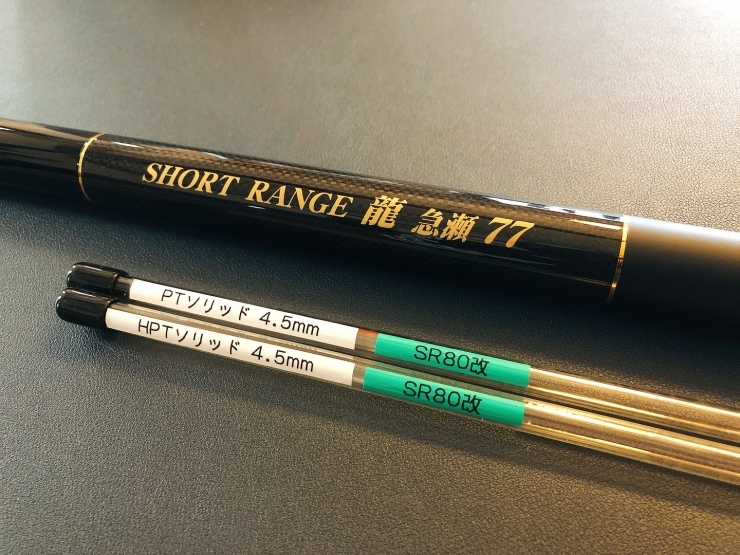 SHORT RANGE 龍 急瀬 77
PTソリッド 4.5mm
SR80改
HPTソリッド 4.5mm
SR80改